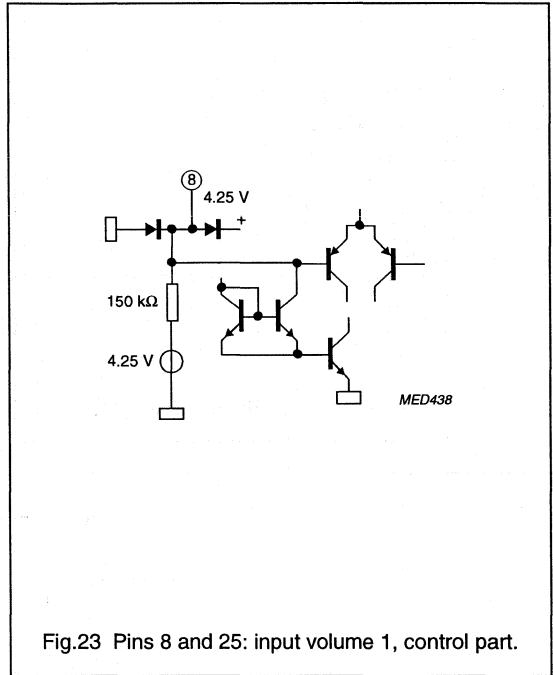 8
4.25 V
+
150 kΩ
4.25 V
MED438
Fig.23 Pins 8 and 25: input volume 1, control part.